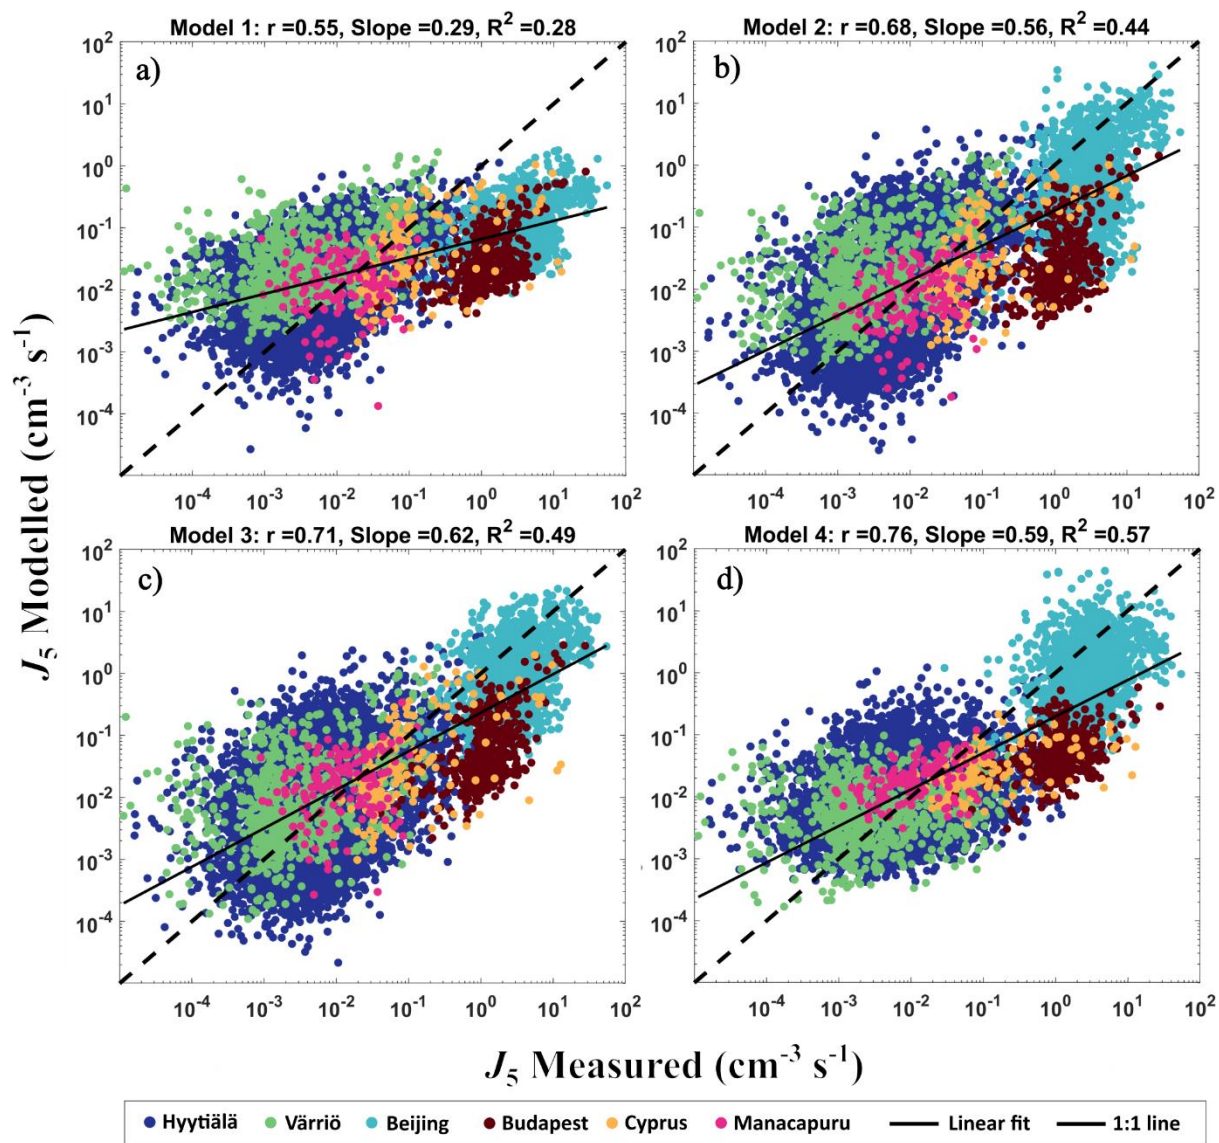 Model 1: r =0.55, Slope =0.29, R² =0.28
Model 2: r =0.68, Slope =0.56, R² =0.44
a)
b)
10² 10¹ 10⁰ 10⁻¹ 10⁻² 10⁻³ 10⁻⁴
10² 10¹ 10⁰ 10⁻¹ 10⁻² 10⁻³ 10⁻⁴
10⁻⁴ 10⁻³ 10⁻² 10⁻¹ 10⁰ 10¹ 10²
10⁻⁴ 10⁻³ 10⁻² 10⁻¹ 10⁰ 10¹ 10²
J₅ Modelled (cm⁻³ s⁻¹)
Model 3: r =0.71, Slope =0.62, R² =0.49
Model 4: r =0.76, Slope =0.59, R² =0.57
c)
d)
10² 10¹ 10⁰ 10⁻¹ 10⁻² 10⁻³ 10⁻⁴
10² 10¹ 10⁰ 10⁻¹ 10⁻² 10⁻³ 10⁻⁴
10⁻⁴ 10⁻³ 10⁻² 10⁻¹ 10⁰ 10¹ 10²
10⁻⁴ 10⁻³ 10⁻² 10⁻¹ 10⁰ 10¹ 10²
J₅ Measured (cm⁻³ s⁻¹)
Hyytiälä Värriö Beijing Budapest Cyprus Manacapuru Linear fit 1:1 line